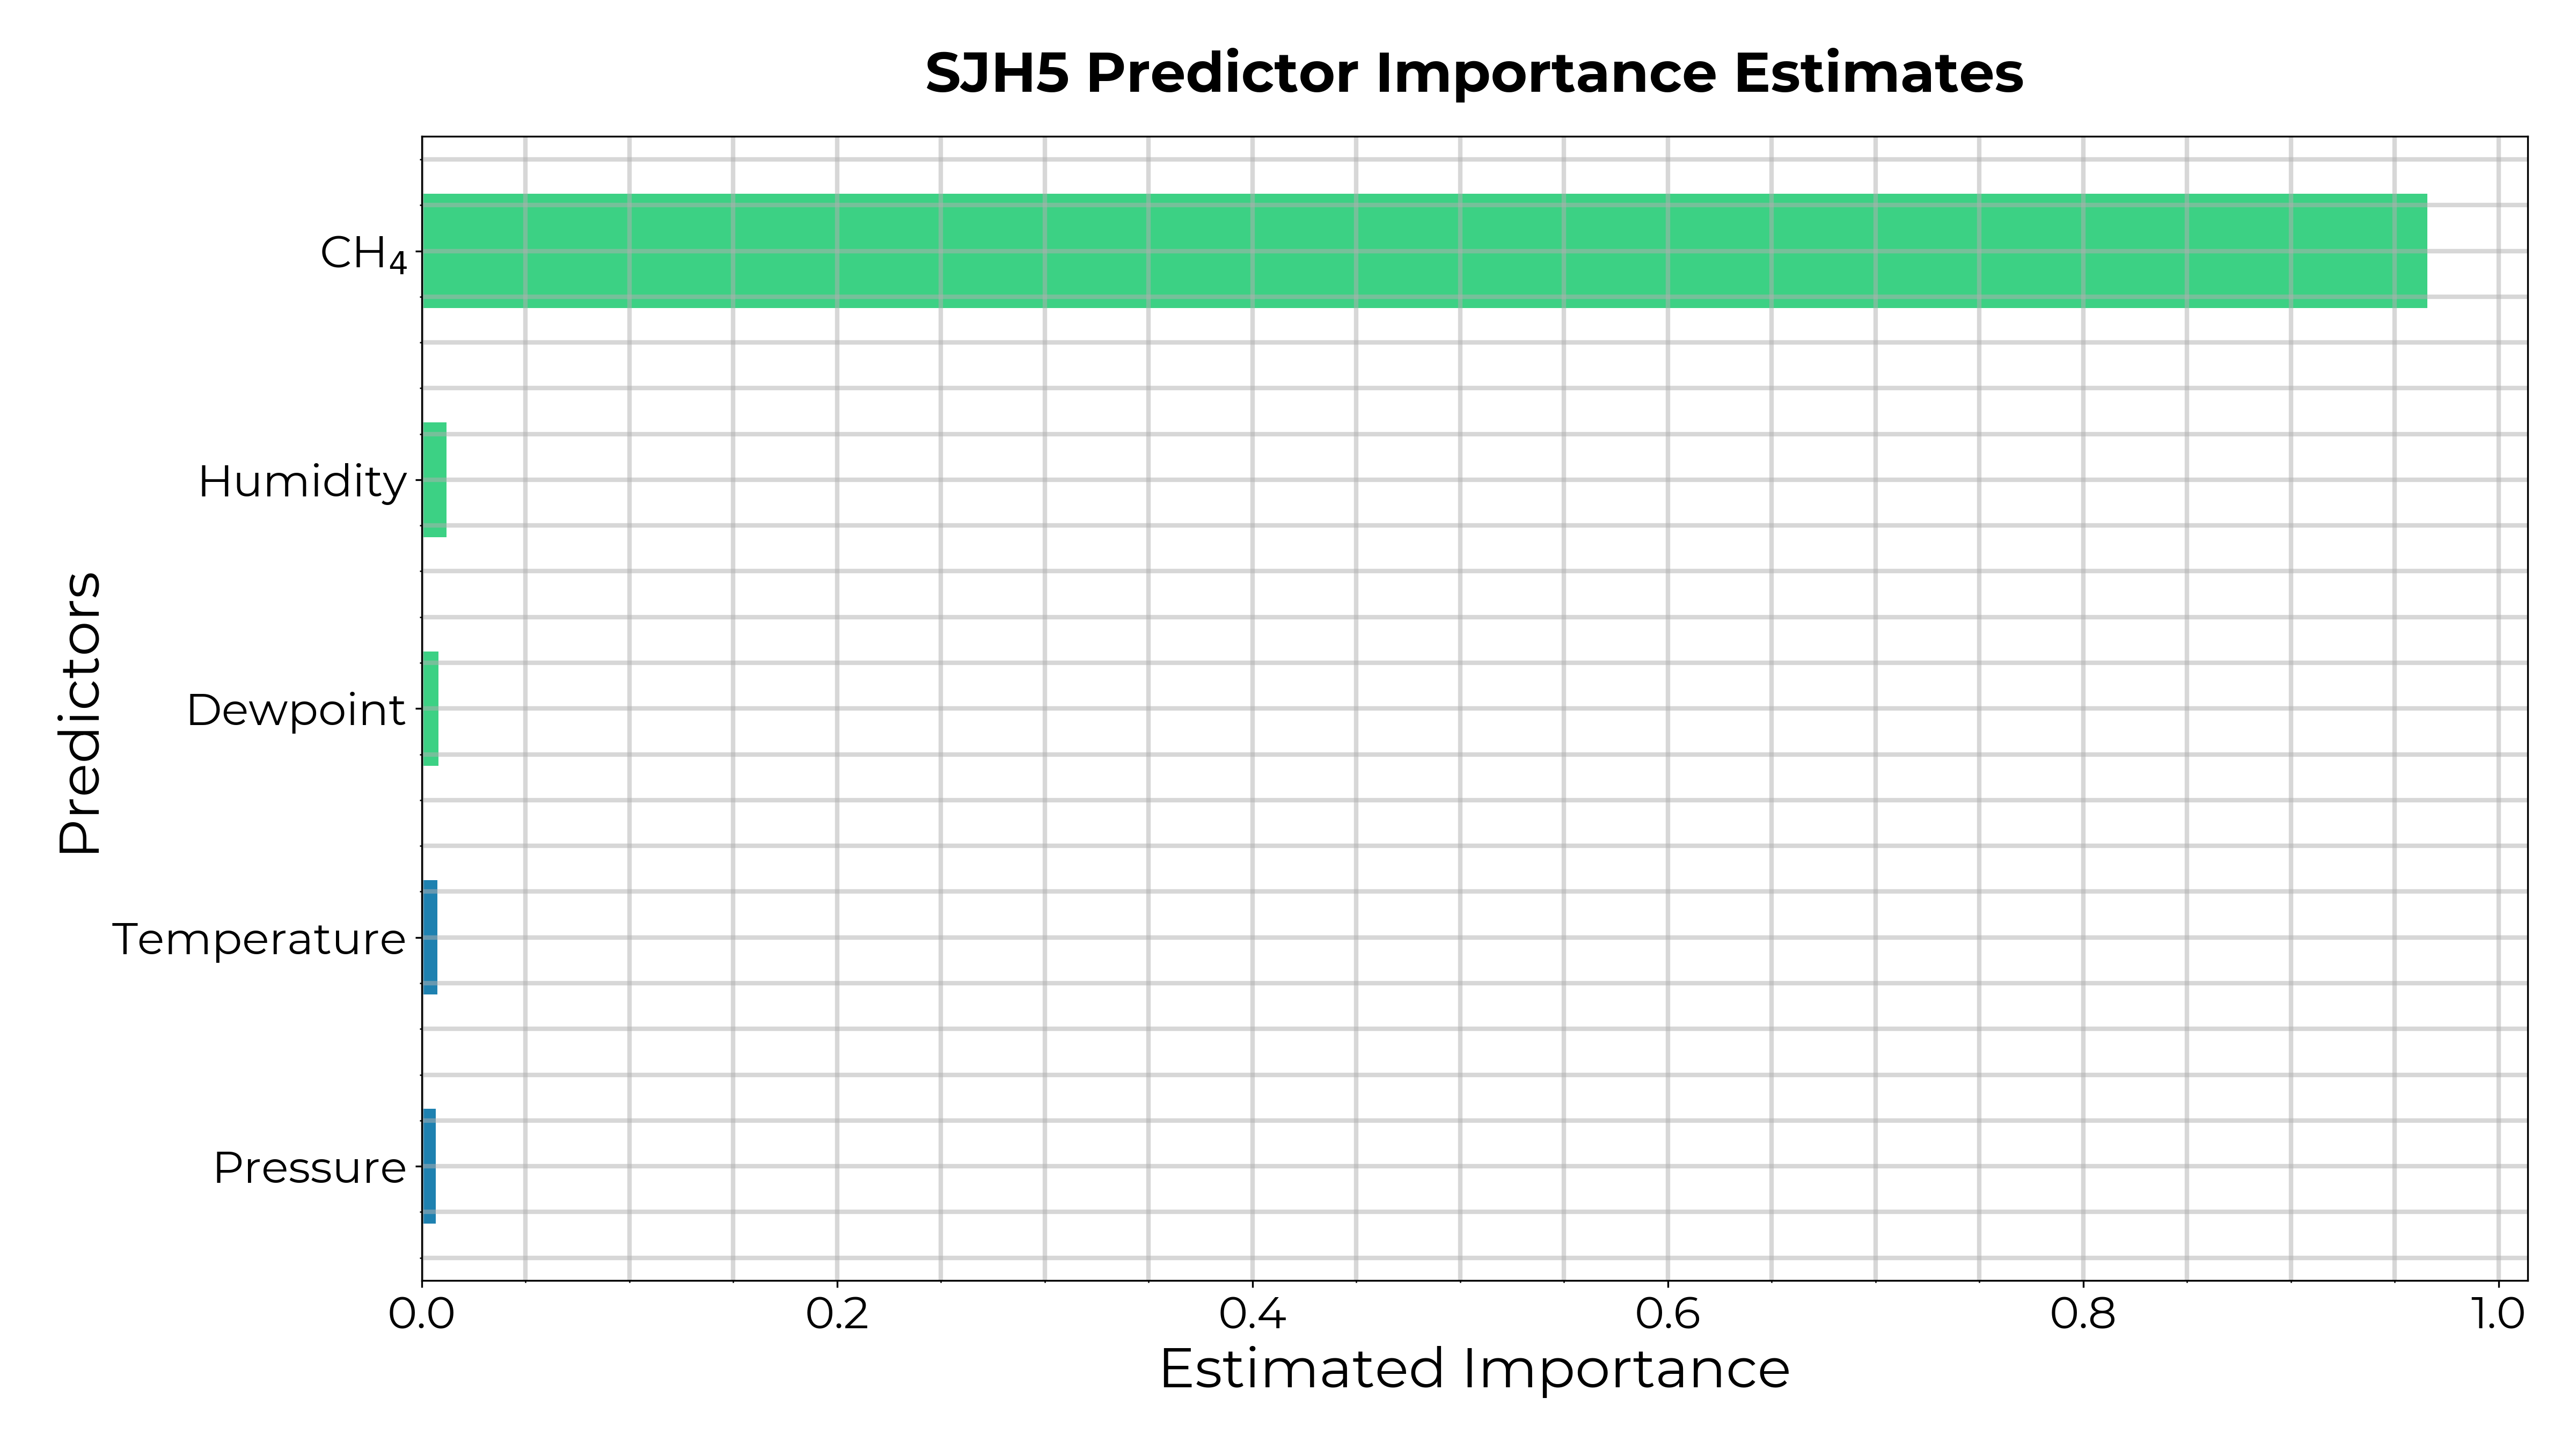 SJH5 Predictor Importance Estimates
CH₄
Humidity
Dewpoint
Temperature
Pressure
Predictors
0.0 0.2 0.4 0.6 0.8 1.0
Estimated Importance